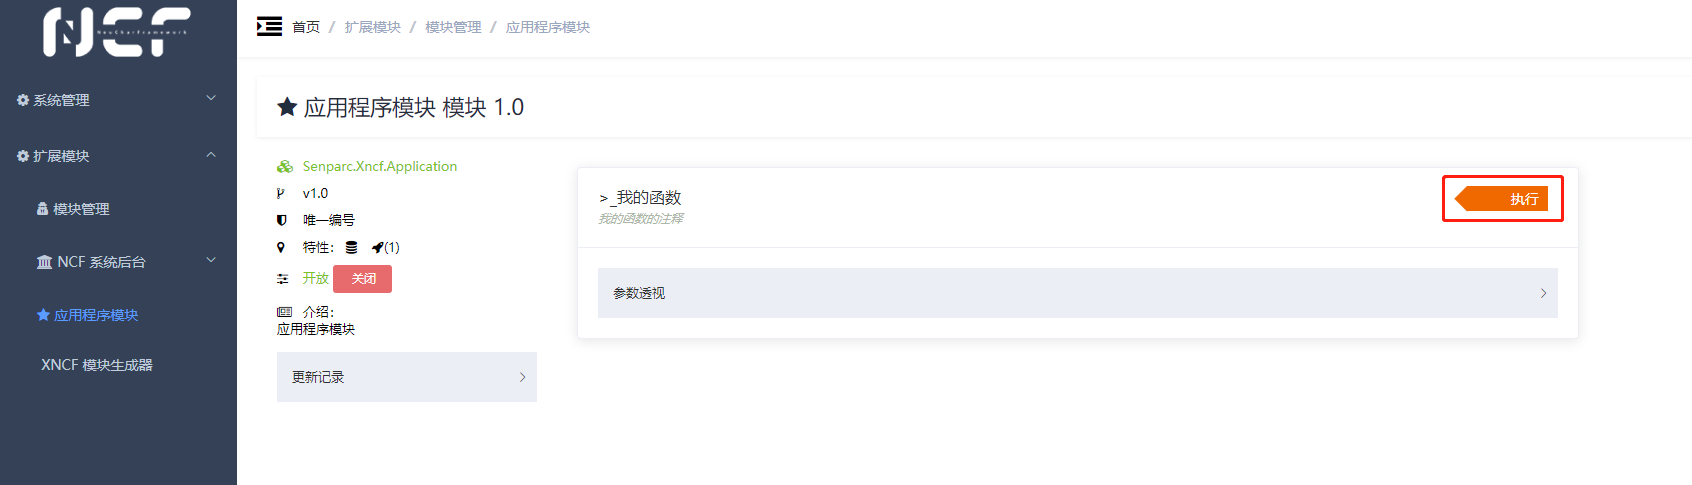 NCF
NeuCharFramework
首页 / 扩展模块 / 模块管理 / 应用程序模块
系统管理
扩展模块
模块管理
NCF 系统后台
应用程序模块
XNCF 模块生成器
应用程序模块 模块 1.0
Senparc.Xncf.Application
v1.0
唯一编号
特性： (1)
开放 关闭
介绍：
应用程序模块
更新记录
>_我的函数
我的函数的注释
执行
参数透视